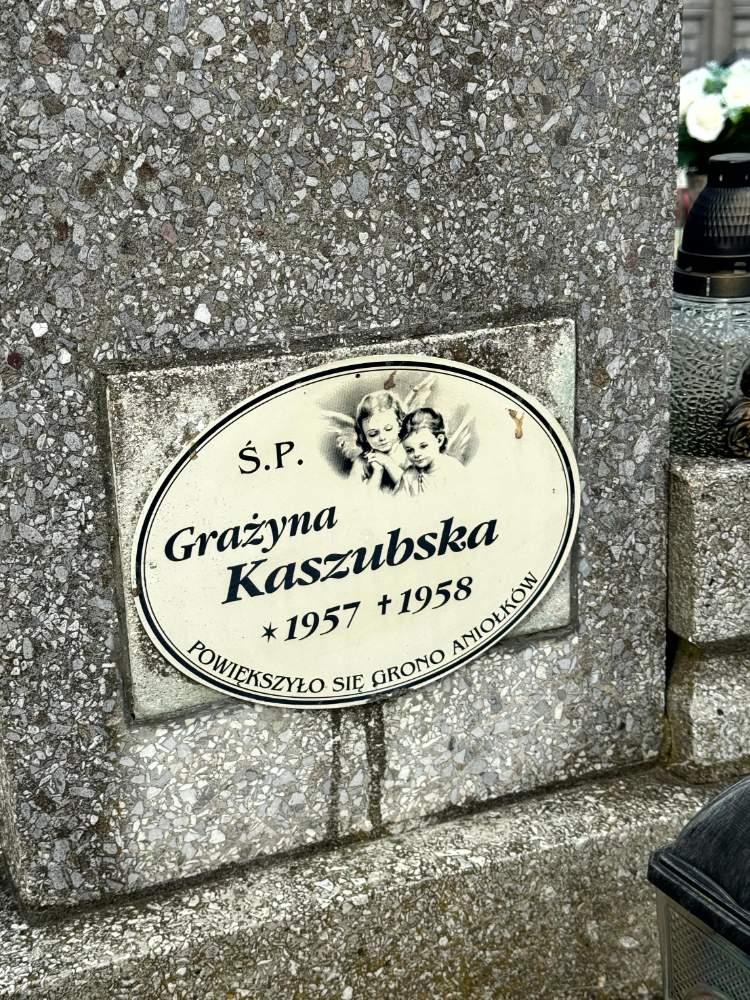 Ś.P.
Grażyna
Kaszubska
✶1957 ✝1958
POWIĘKSZYŁO SIĘ GRONO ANIOŁKÓW